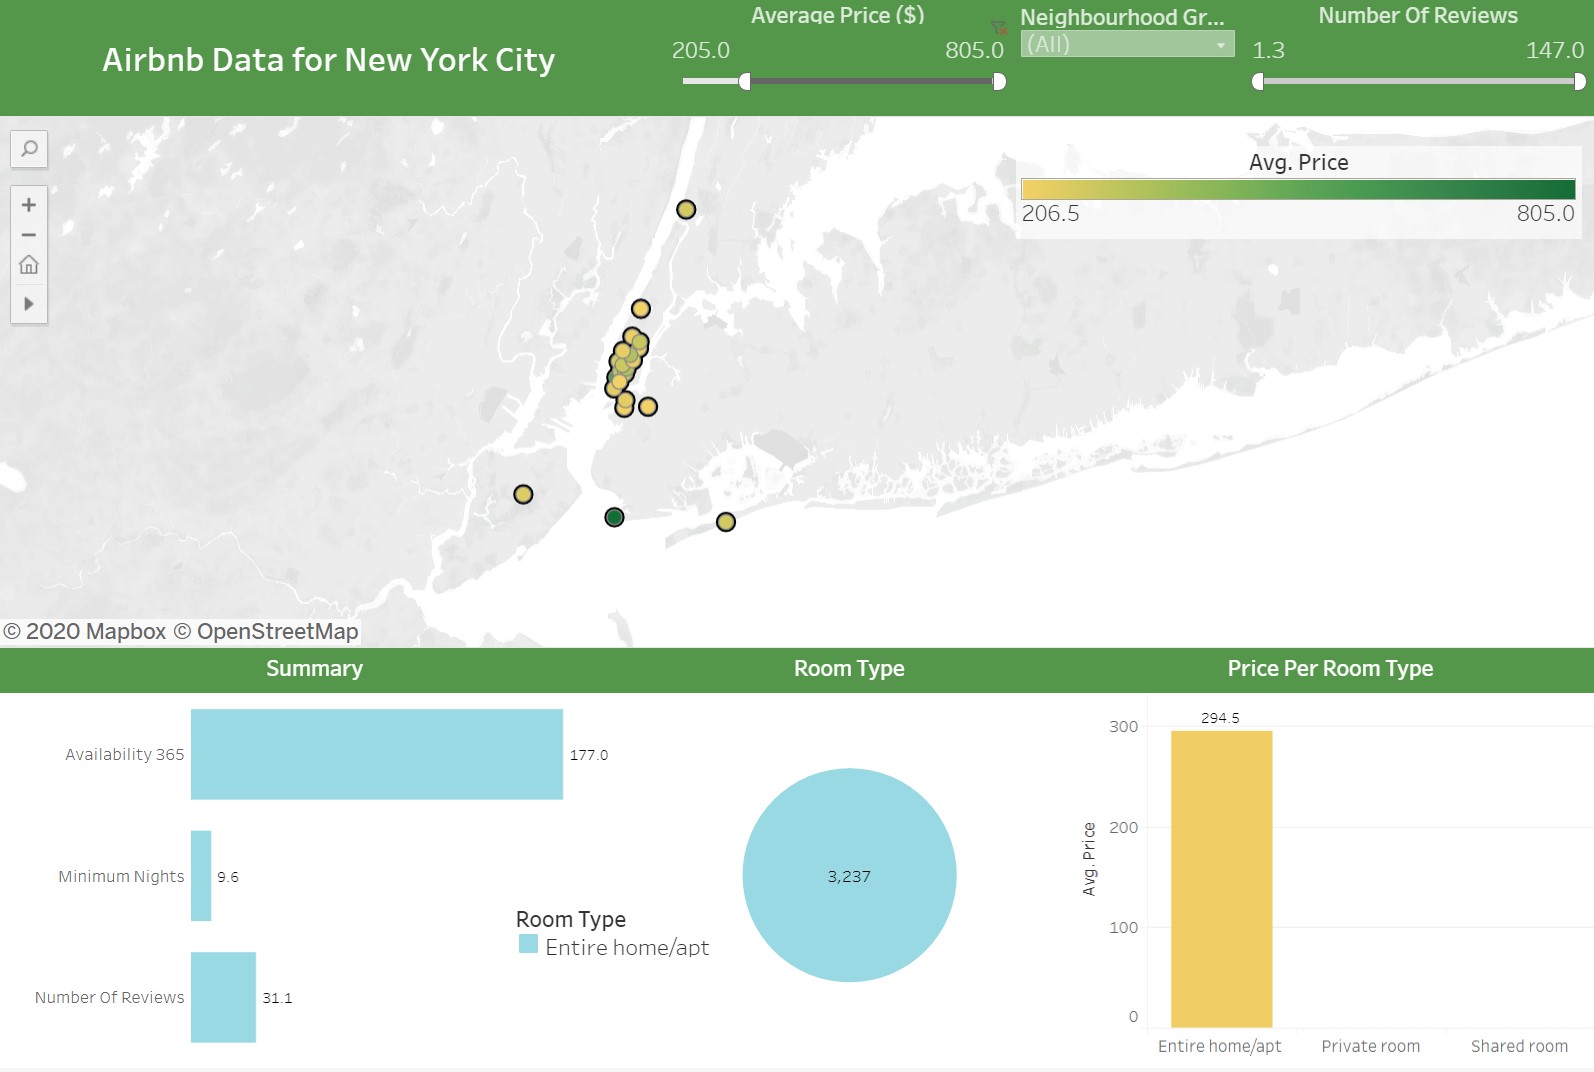 Airbnb Data for New York City
Average Price ($)
205.0
805.0
Neighbourhood Gr...
(All)
Number Of Reviews
1.3
147.0
Avg. Price
206.5
805.0
© 2020 Mapbox © OpenStreetMap
Summary
Availability 365
177.0
Minimum Nights
9.6
Number Of Reviews
31.1
Room Type
3,237
Room Type
Entire home/apt
Price Per Room Type
Avg. Price
300
200
100
0
294.5
Entire home/apt
Private room
Shared room